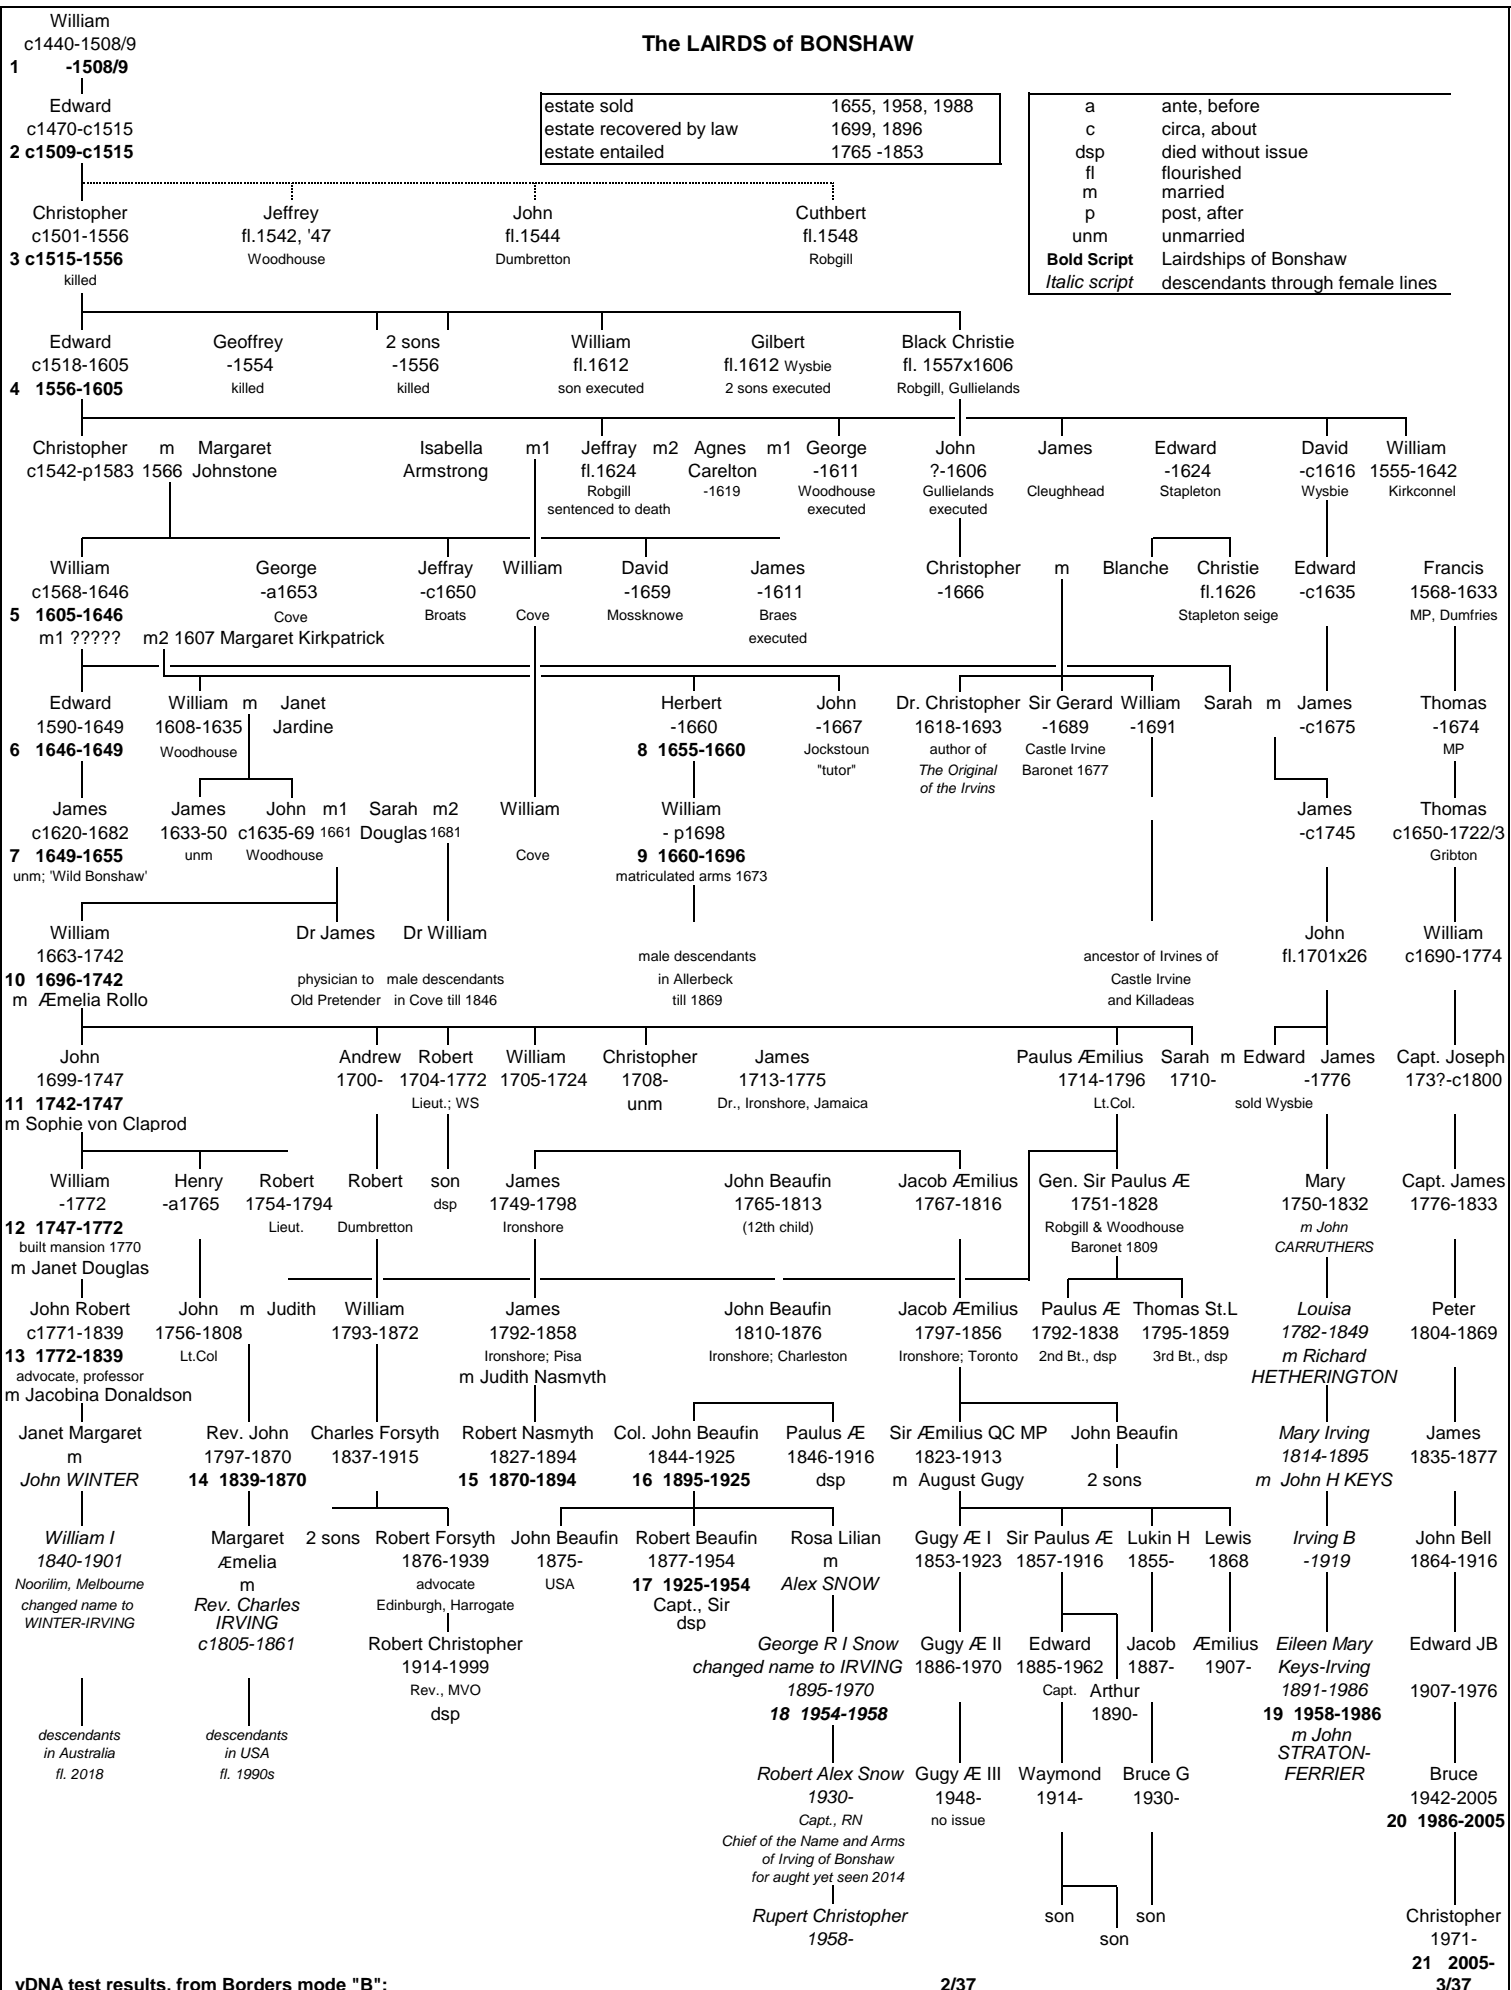 The LAIRDS of BONSHAW
William
c1440-1508/9
1 -1508/9
Edward
c1470-c1515
2 c1509-c1515
estate sold 1655, 1958, 1988
estate recovered by law 1699, 1896
estate entailed 1765 -1853
a ante, before
c circa, about
dsp died without issue
fl flourished
m married
p post, after
unm unmarried
Bold Script Lairdships of Bonshaw
Italic script descendants through female lines
Christopher Jeffrey John Cuthbert
c1501-1556 fl.1542, '47 fl.1544 fl.1548
3 c1515-1556 Woodhouse Dumbretton Robgill
killed
Edward Geoffrey 2 sons William Gilbert Black Christie
c1518-1605 -1554 -1556 fl.1612 fl.1612 Wysbie fl. 1557x1606
4 1556-1605 killed killed son executed 2 sons executed Robgill, Gullielands
Christopher m Margaret Isabella m1 Jeffray m2 Agnes m1 George John James Edward David William
c1542-p1583 1566 Johnstone Armstrong fl.1624 Carelton -1611 ?-1606 -1624 -c1616 1555-1642
Robgill -1619 Woodhouse Gullielands Cleughhead Stapleton Wysbie Kirkconnel
sentenced to death executed executed
William George Jeffray William David James Christopher m Blanche Christie Edward Francis
c1568-1646 -a1653 -c1650 -1659 -1611 -1666 fl.1626 -c1635 1568-1633
5 1605-1646 Cove Broats Cove Mossknowe Braes Stapleton seige MP, Dumfries
m1 ????? m2 1607 Margaret Kirkpatrick executed
Edward William m Janet Herbert John Dr. Christopher Sir Gerard William Sarah m James Thomas
1590-1649 1608-1635 Jardine -1660 -1667 1618-1693 -1689 -1691 -c1675 -1674
6 1646-1649 Woodhouse 8 1655-1660 Jockstoun author of Castle Irvine MP
"tutor" The Original Baronet 1677
of the Irvins
James James John m1 Sarah m2 William William James Thomas
c1620-1682 1633-50 c1635-69 1661 Douglas 1681 - p1698 -c1745 c1650-1722/3
7 1649-1655 unm Woodhouse Cove 9 1660-1696 Gribton
unm; 'Wild Bonshaw' matriculated arms 1673
William Dr James Dr William John William
1663-1742 male descendants ancestor of Irvines of fl.1701x26 c1690-1774
10 1696-1742 physician to male descendants in Allerbeck Castle Irvine
m Æmelia Rollo Old Pretender in Cove till 1846 till 1869 and Killadeas
John Andrew Robert William Christopher James Paulus Æmilius Sarah m Edward James Capt. Joseph
1699-1747 1700- 1704-1772 1705-1724 1708- 1713-1775 1714-1796 1710- -1776 173?-c1800
11 1742-1747 Lieut.; WS unm Dr., Ironshore, Jamaica Lt.Col. sold Wysbie
m Sophie von Claprod
William Henry Robert Robert son James John Beaufin Jacob Æmilius Gen. Sir Paulus Æ Mary Capt. James
-1772 -a1765 1754-1794 dsp 1749-1798 1765-1813 1767-1816 1751-1828 1750-1832 1776-1833
12 1747-1772 Lieut. Dumbretton Ironshore (12th child) Robgill & Woodhouse m John
built mansion 1770 Baronet 1809 CARRUTHERS
m Janet Douglas
John Robert John m Judith William James John Beaufin Jacob Æmilius Paulus Æ Thomas St.L Louisa Peter
c1771-1839 1756-1808 1793-1872 1792-1858 1810-1876 1797-1856 1792-1838 1795-1859 1782-1849 1804-1869
13 1772-1839 Lt.Col Ironshore; Pisa Ironshore; Charleston Ironshore; Toronto 2nd Bt., dsp 3rd Bt., dsp m Richard
advocate, professor m Judith Nasmyth HETHERINGTON
m Jacobina Donaldson
Janet Margaret Rev. John Charles Forsyth Robert Nasmyth Col. John Beaufin Paulus Æ Sir Æmilius QC MP John Beaufin Mary Irving James
m 1797-1870 1837-1915 1827-1894 1844-1925 1846-1916 1823-1913 1814-1895 1835-1877
John WINTER 14 1839-1870 15 1870-1894 16 1895-1925 dsp m August Gugy 2 sons m John H KEYS
William I Margaret 2 sons Robert Forsyth John Beaufin Robert Beaufin Rosa Lilian Gugy Æ I Sir Paulus Æ Lukin H Lewis Irving B John Bell
1840-1901 Æmelia 1876-1939 1875- 1877-1954 m 1853-1923 1857-1916 1855- 1868 -1919 1864-1916
Noorilim, Melbourne m advocate USA 17 1925-1954 Alex SNOW
changed name to Rev. Charles Edinburgh, Harrogate Capt., Sir
WINTER-IRVING IRVING dsp
c1805-1861 Robert Christopher George R I Snow Gugy Æ II Edward Jacob Æmilius Eileen Mary Edward JB
1914-1999 changed name to IRVING 1886-1970 1885-1962 1887- 1907- Keys-Irving
Rev., MVO 1895-1970 Capt. Arthur 1891-1986 1907-1976
dsp 18 1954-1958 1890- 19 1958-1986
descendants descendants m John
in Australia in USA STRATON-
fl. 2018 fl. 1990s Robert Alex Snow Gugy Æ III Waymond Bruce G FERRIER Bruce
1930- 1948- 1914- 1930- 1942-2005
Capt., RN no issue 20 1986-2005
Chief of the Name and Arms
of Irving of Bonshaw
for aught yet seen 2014
Rupert Christopher son son Christopher
1958- son 1971-
21 2005-
yDNA test results, from Borders mode "B": 2/37 3/37